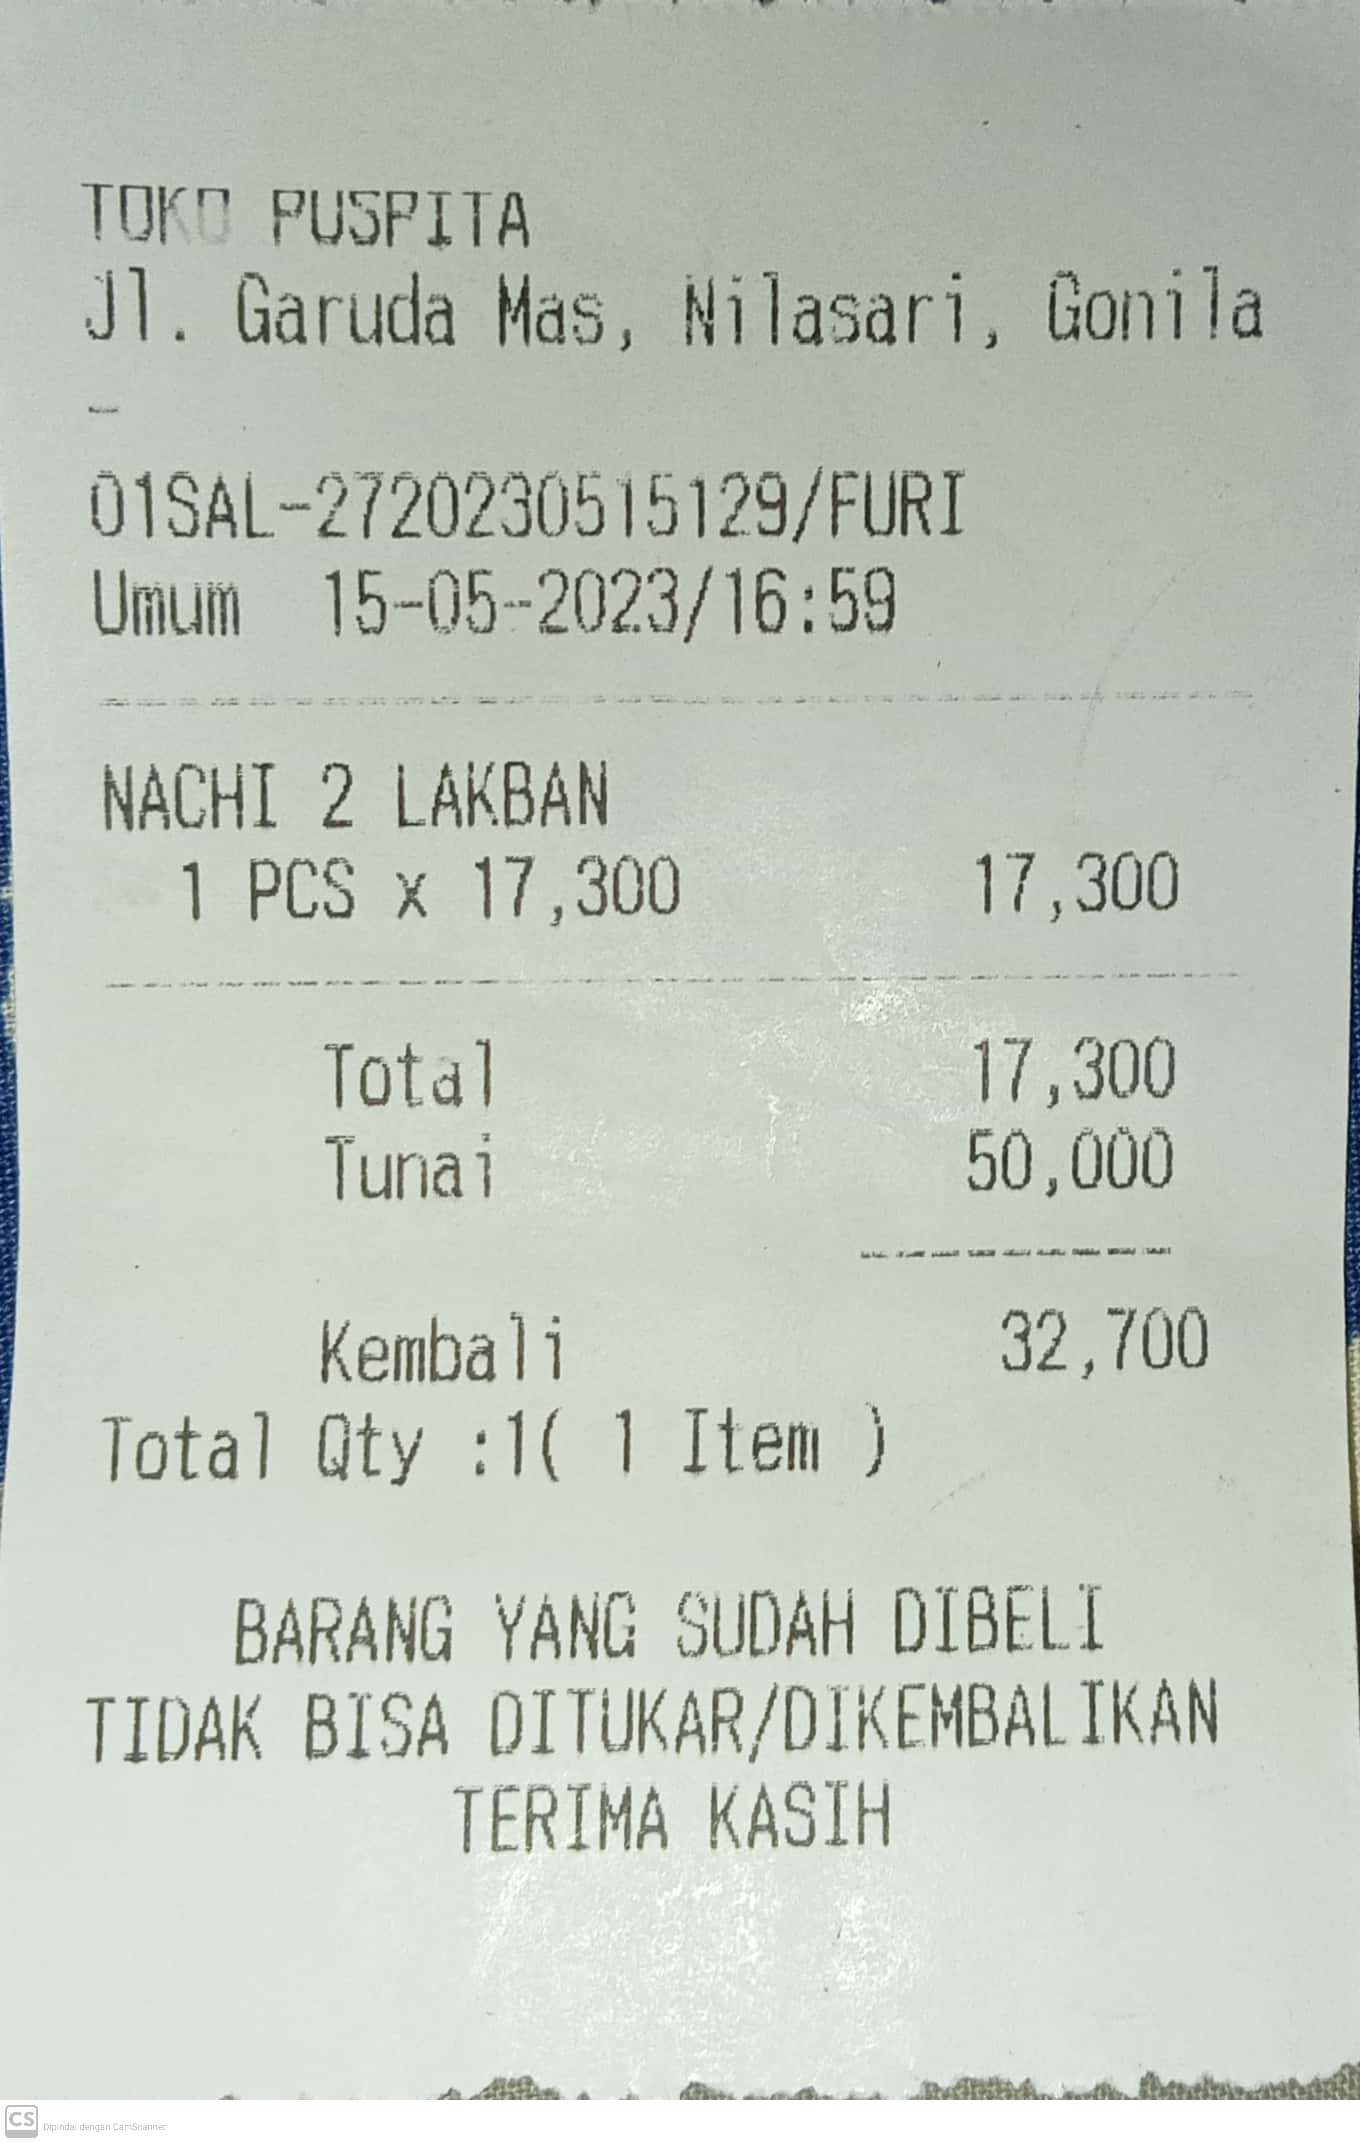 TOKO PUSPITA
Jl. Garuda Mas, Nilasari, Gonila
-
01SAL-2720230515129/FURI
Umum 15-05-2023/16:59
NACHI 2 LAKBAN
1 PCS x 17,300 17,300
Total 17,300
Tunai 50,000
Kembali 32,700
Total Qty :1( 1 Item )
BARANG YANG SUDAH DIBELI
TIDAK BISA DITUKAR/DIKEMBALIKAN
TERIMA KASIH
CS Dipindai dengan CamScanner